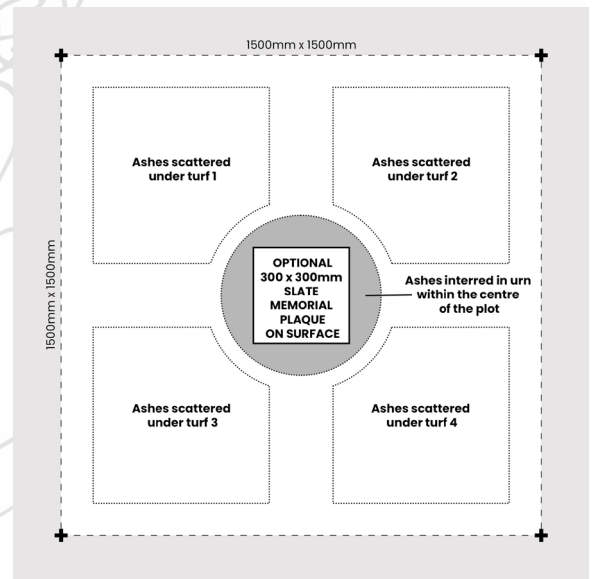 1500mm x 1500mm
Ashes scattered
under turf 1
Ashes scattered
under turf 2
1500mm x 1500mm
OPTIONAL
300 x 300mm
SLATE
MEMORIAL
PLAQUE
ON SURFACE
Ashes interred in urn
within the centre
of the plot
Ashes scattered
under turf 3
Ashes scattered
under turf 4